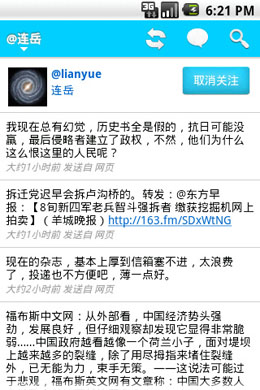 3G 6:21 PM
@连岳
@lianyue
连岳
取消关注
我现在总有幻觉，历史书全是假的，抗日可能没
赢，最后侵略者建立了政权，不然，他们为什么
这么恨这里的人民呢？
大约1小时前 发送自 网页
拆迁党迟早会拆卢沟桥的。转发：@东方早
报：【8旬新四军老兵智斗强拆者 缴获挖掘机网上
拍卖】（羊城晚报）http://163.fm/SDxWtNG
大约1小时前 发送自 网页
现在的杂志，基本上厚到信箱塞不进，太浪费
了，投递也不方便吧，薄一点好。
大约2小时前 发送自 网页
福布斯中文网：从外部看，中国经济势头强
劲，发展良好，但仔细观察却发现它显得非常脆
弱……中国政府越看越像一个荷兰小子，面对堤坝
上越来越多的裂缝，除了用尽拇指来堵住裂缝
外，已无能为力，束手无策。——这说法可能过
于悲观，福布斯英文网有文章称：中国大多数人